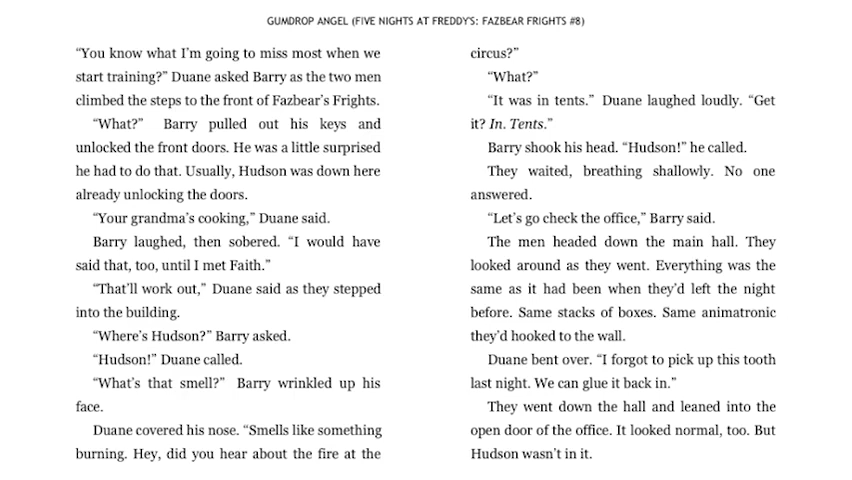 GUMDROP ANGEL (FIVE NIGHTS AT FREDDY'S: FAZBEAR FRIGHTS #8)
“You know what I’m going to miss most when we
start training?” Duane asked Barry as the two men
climbed the steps to the front of Fazbear’s Frights.
“What?” Barry pulled out his keys and
unlocked the front doors. He was a little surprised
he had to do that. Usually, Hudson was down here
already unlocking the doors.
“Your grandma’s cooking,” Duane said.
Barry laughed, then sobered. “I would have
said that, too, until I met Faith.”
“That’ll work out,” Duane said as they stepped
into the building.
“Where’s Hudson?” Barry asked.
“Hudson!” Duane called.
“What’s that smell?” Barry wrinkled up his
face.
Duane covered his nose. “Smells like something
burning. Hey, did you hear about the fire at the
circus?”
“What?”
“It was in tents.” Duane laughed loudly. “Get
it? In. Tents.”
Barry shook his head. “Hudson!” he called.
They waited, breathing shallowly. No one
answered.
“Let’s go check the office,” Barry said.
The men headed down the main hall. They
looked around as they went. Everything was the
same as it had been when they’d left the night
before. Same stacks of boxes. Same animatronic
they’d hooked to the wall.
Duane bent over. “I forgot to pick up this tooth
last night. We can glue it back in.”
They went down the hall and leaned into the
open door of the office. It looked normal, too. But
Hudson wasn’t in it.